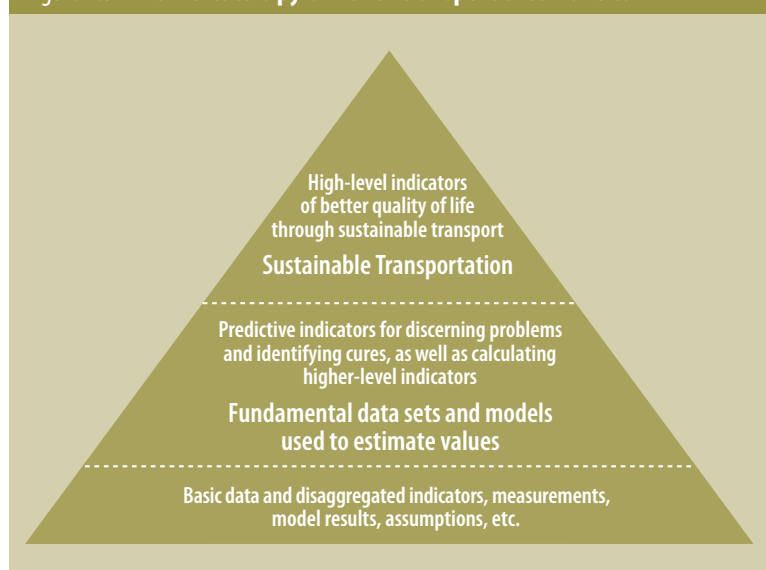 High-level indicators
of better quality of life
through sustainable transport
Sustainable Transportation
Predictive indicators for discerning problems
and identifying cures, as well as calculating
higher-level indicators
Fundamental data sets and models
used to estimate values
Basic data and disaggregated indicators, measurements,
model results, assumptions, etc.